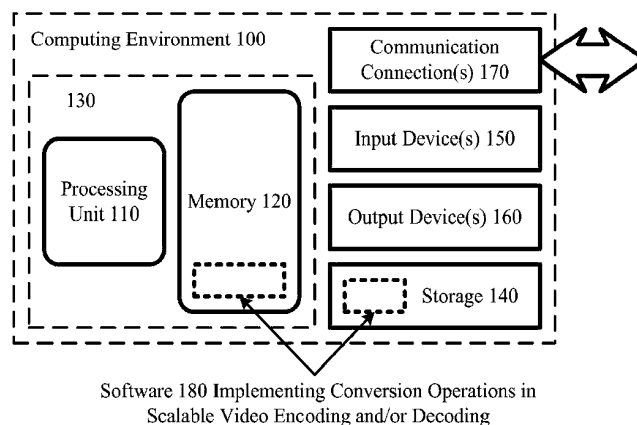 Computing Environment 100
Communication
Connection(s) 170
130
Input Device(s) 150
Processing
Unit 110
Memory 120
Output Device(s) 160
Storage 140
Software 180 Implementing Conversion Operations in
Scalable Video Encoding and/or Decoding